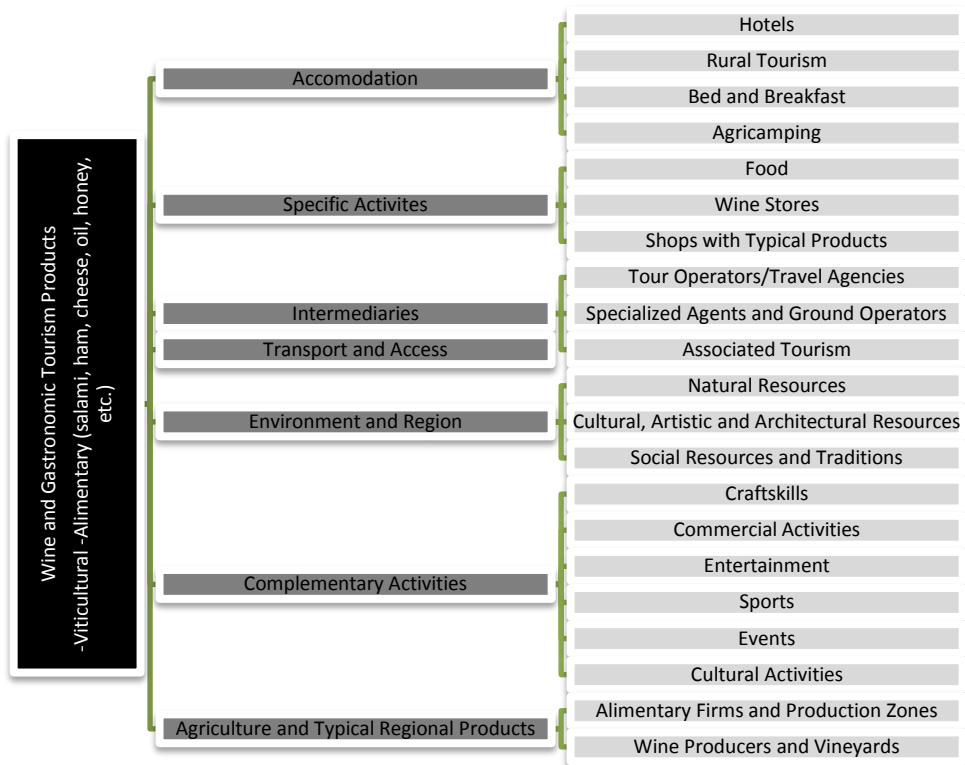 Wine and Gastronomic Tourism Products
-Viticultural -Alimentary (salami, ham, cheese, oil, honey,
etc.)
Accomodation
Hotels
Rural Tourism
Bed and Breakfast
Agricamping
Specific Activites
Food
Wine Stores
Shops with Typical Products
Intermediaries
Tour Operators/Travel Agencies
Specialized Agents and Ground Operators
Associated Tourism
Transport and Access
Environment and Region
Natural Resources
Cultural, Artistic and Architectural Resources
Social Resources and Traditions
Complementary Activities
Craftskills
Commercial Activities
Entertainment
Sports
Events
Cultural Activities
Agriculture and Typical Regional Products
Alimentary Firms and Production Zones
Wine Producers and Vineyards